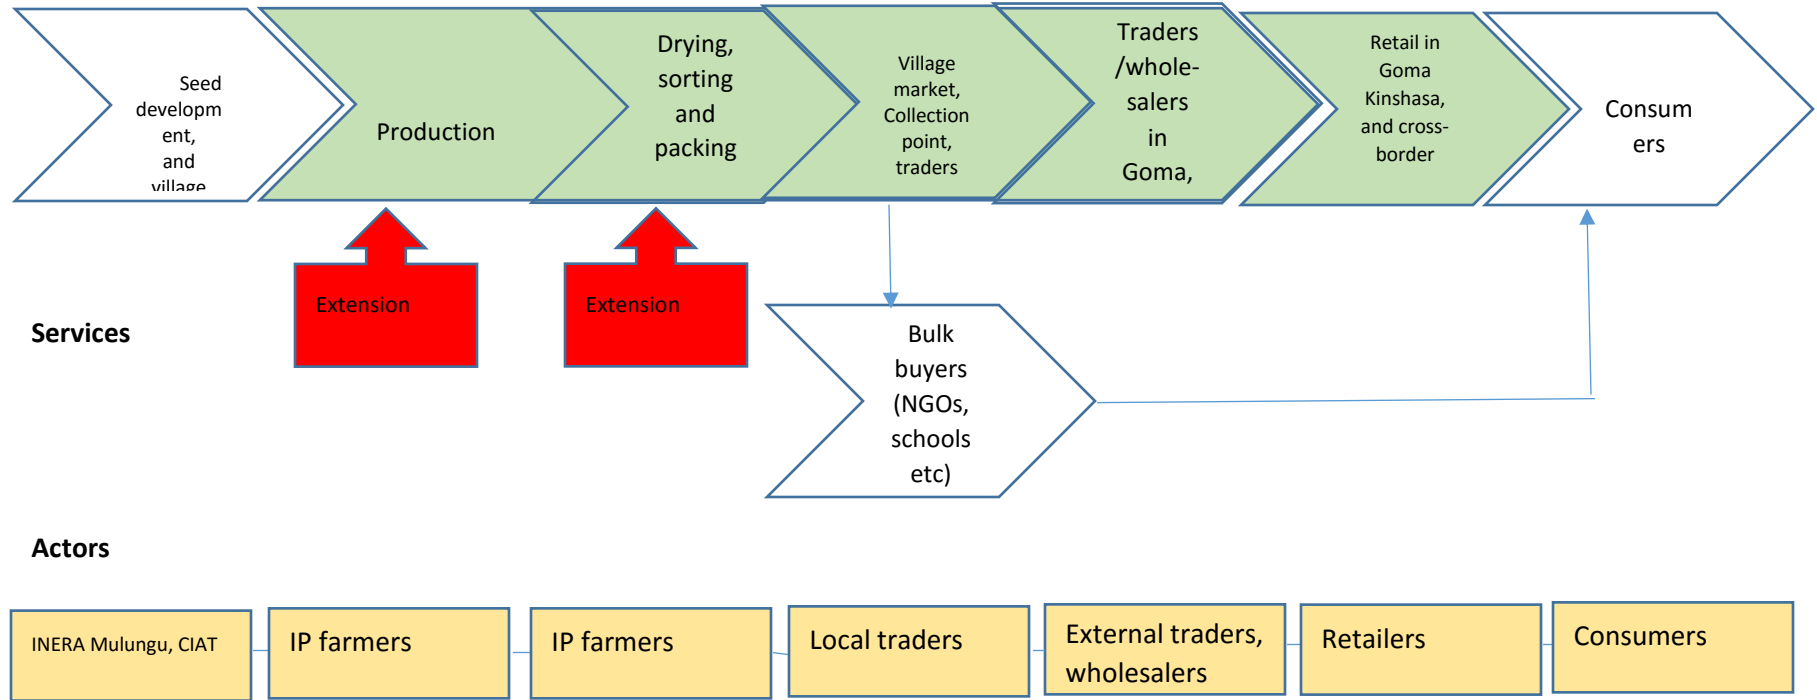 Seed
developm
ent,
and
village
Production
Drying,
sorting
and
packing
Village
market,
Collection
point,
traders
Traders
/whole-
salers
in
Goma,
Retail in
Goma
Kinshasa,
and cross-
border
Consum
ers
Extension
Extension
Services
Bulk
buyers
(NGOs,
schools
etc)
Actors
INERA Mulungu, CIAT
IP farmers
IP farmers
Local traders
External traders,
wholesalers
Retailers
Consumers